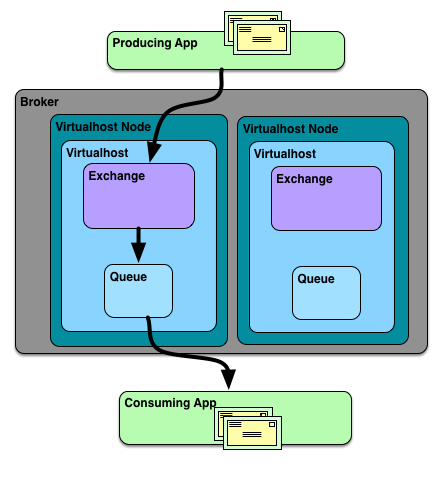 Producing App
Broker
Virtualhost Node
Virtualhost
Exchange
Queue
Virtualhost Node
Virtualhost
Exchange
Queue
Consuming App